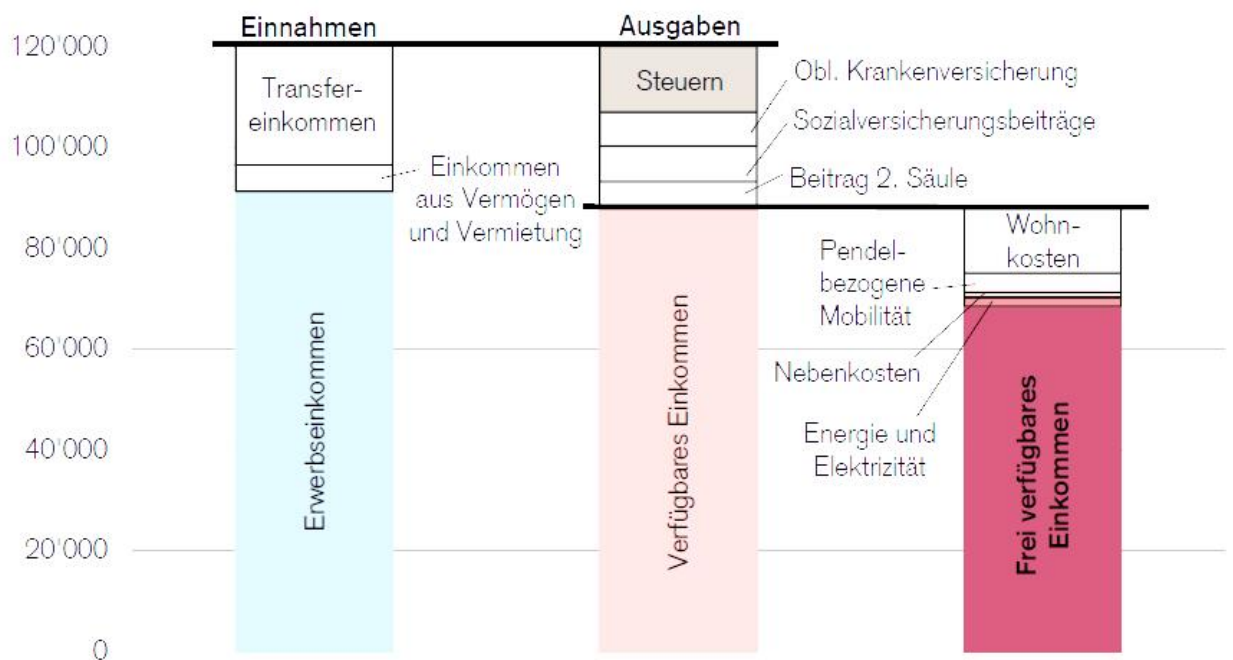 Einnahmen
Ausgaben
120'000
100'000
80'000
60'000
40'000
20'000
0
Transfer-
einkommen
Einkommen
aus Vermögen
und Vermietung
Erwerbseinkommen
Steuern
Obl. Krankenversicherung
Sozialversicherungsbeiträge
Beitrag 2. Säule
Verfügbares Einkommen
Wohn-
kosten
Pendel-
bezogene
Mobilität
Nebenkosten
Energie und
Elektrizität
Frei verfügbares
Einkommen